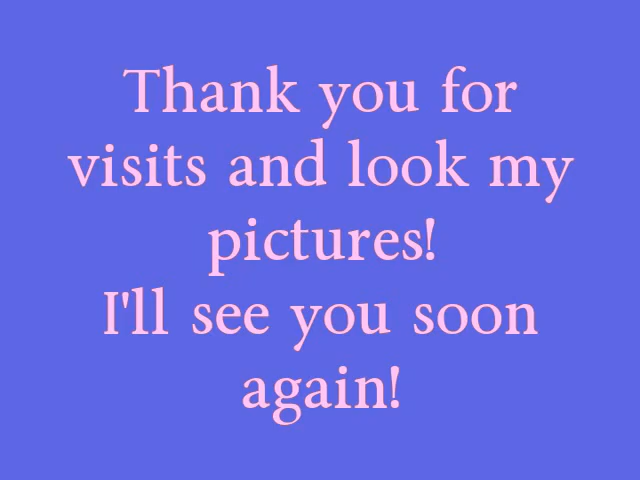 Thank you for
visits and look my
pictures!
I'll see you soon
again!